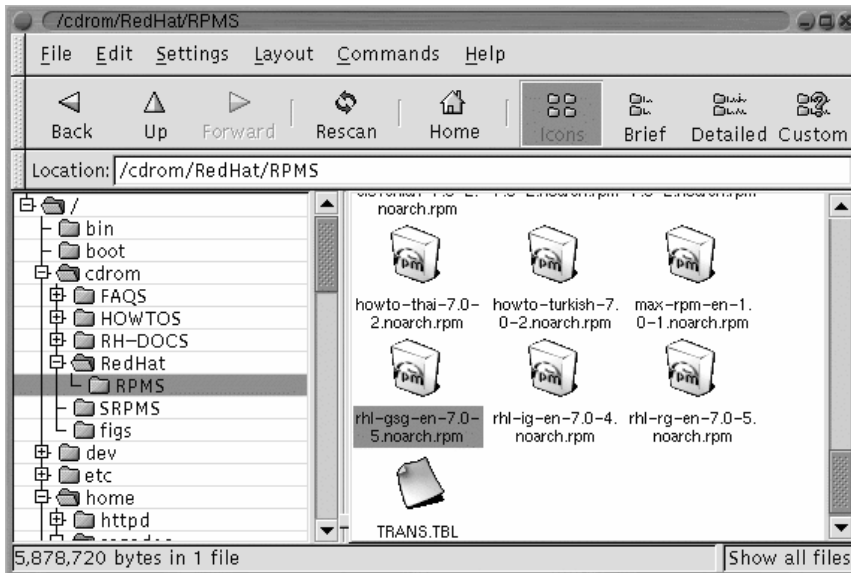 /cdrom/RedHat/RPMS
File Edit Settings Layout Commands Help
Back Up Forward Rescan Home Icons Brief Detailed Custom
Location: /cdrom/RedHat/RPMS
/
bin
boot
cdrom
FAQS
HOWTOS
RH-DOCS
RedHat
RPMS
SRPMS
figs
dev
etc
home
httpd
noarch.rpm
howto-thai-7.0-
2.noarch.rpm
howto-turkish-7.
0-2.noarch.rpm
max-rpm-en-1.
0-1.noarch.rpm
rhl-gsg-en-7.0-
5.noarch.rpm
rhl-ig-en-7.0-4.
noarch.rpm
rhl-rg-en-7.0-5.
noarch.rpm
TRANS.TBL
5,878,720 bytes in 1 file
Show all files